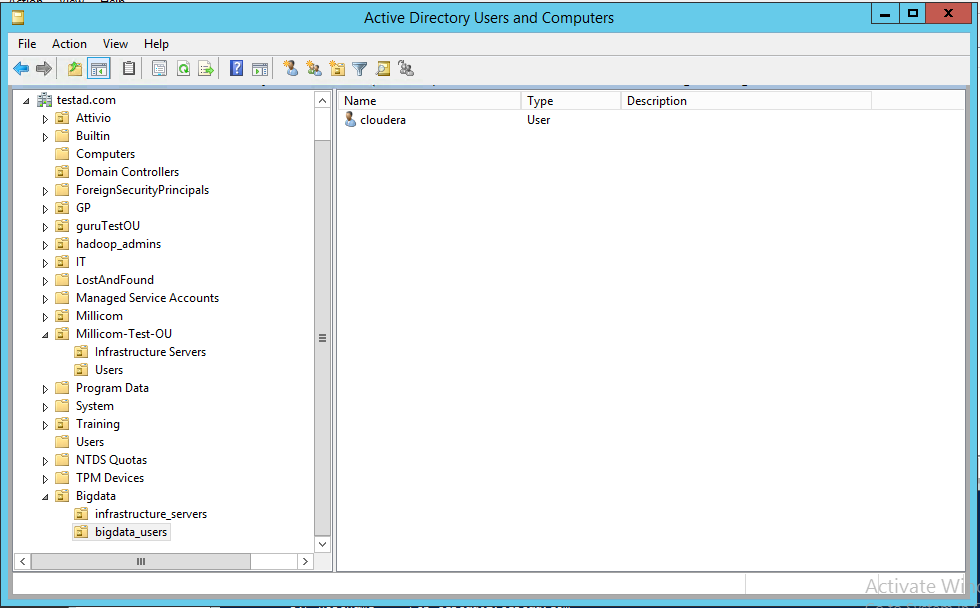 Active Directory Users and Computers
File Action View Help
Name Type Description
cloudera User
testad.com
Attivio
Builtin
Computers
Domain Controllers
ForeignSecurityPrincipals
GP
guruTestOU
hadoop_admins
IT
LostAndFound
Managed Service Accounts
Millicom
Millicom-Test-OU
Infrastructure Servers
Users
Program Data
System
Training
Users
NTDS Quotas
TPM Devices
Bigdata
infrastructure_servers
bigdata_users
Activate Win